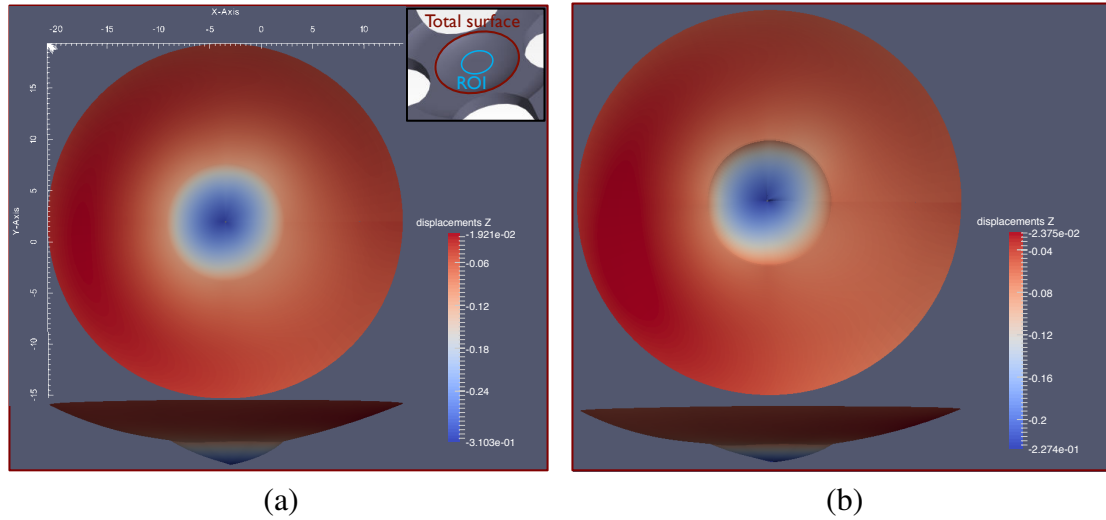 X-Axis
-20 -15 -10 -5 0 5 10
Total surface
ROI
Y-Axis
15
10
5
0
-5
-10
-15
displacements Z
-1.921e-02
-0.06
-0.12
-0.18
-0.24
-3.103e-01
displacements Z
-2.375e-02
-0.04
-0.08
-0.12
-0.16
-0.2
-2.274e-01
(a)
(b)